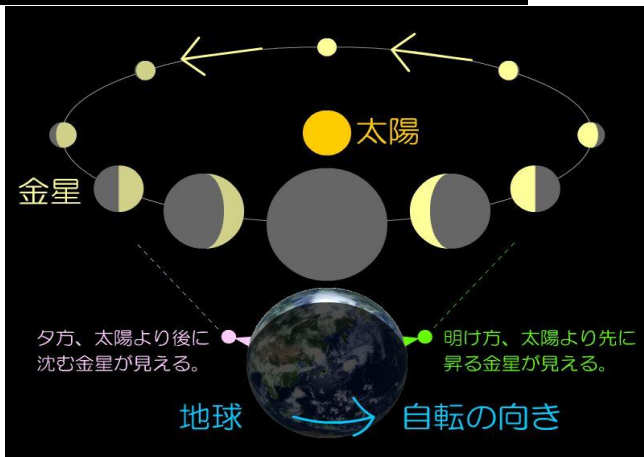 太陽
金星
夕方、太陽より後に
沈む金星が見える。
明け方、太陽より先に
昇る金星が見える。
地球
自転の向き